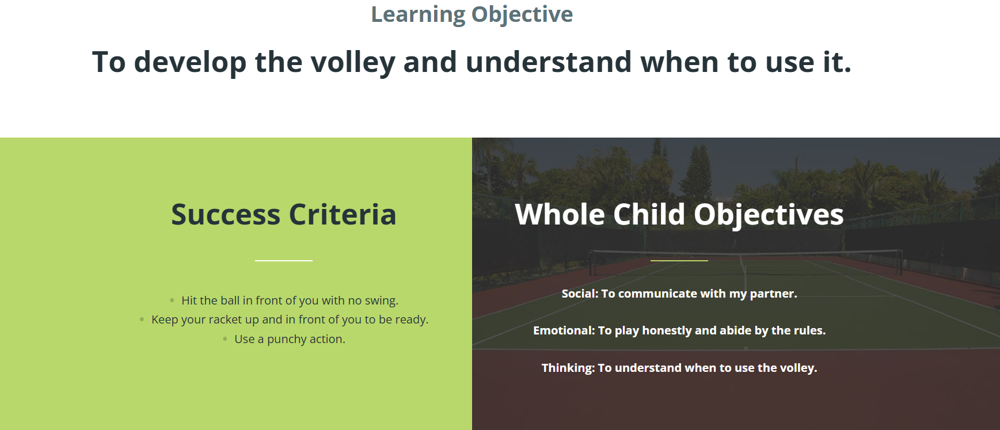 Learning Objective
To develop the volley and understand when to use it.
Success Criteria
• Hit the ball in front of you with no swing.
• Keep your racket up and in front of you to be ready.
• Use a punchy action.
Whole Child Objectives
Social: To communicate with my partner.
Emotional: To play honestly and abide by the rules.
Thinking: To understand when to use the volley.